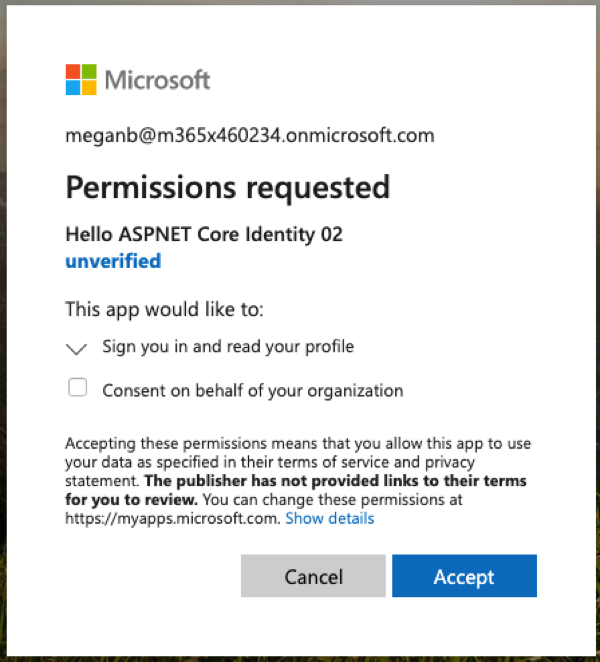 Microsoft
meganb@m365x460234.onmicrosoft.com
Permissions requested
Hello ASPNET Core Identity 02
unverified
This app would like to:
Sign you in and read your profile
Consent on behalf of your organization
Accepting these permissions means that you allow this app to use
your data as specified in their terms of service and privacy
statement. The publisher has not provided links to their terms
for you to review. You can change these permissions at
https://myapps.microsoft.com. Show details
Cancel
Accept